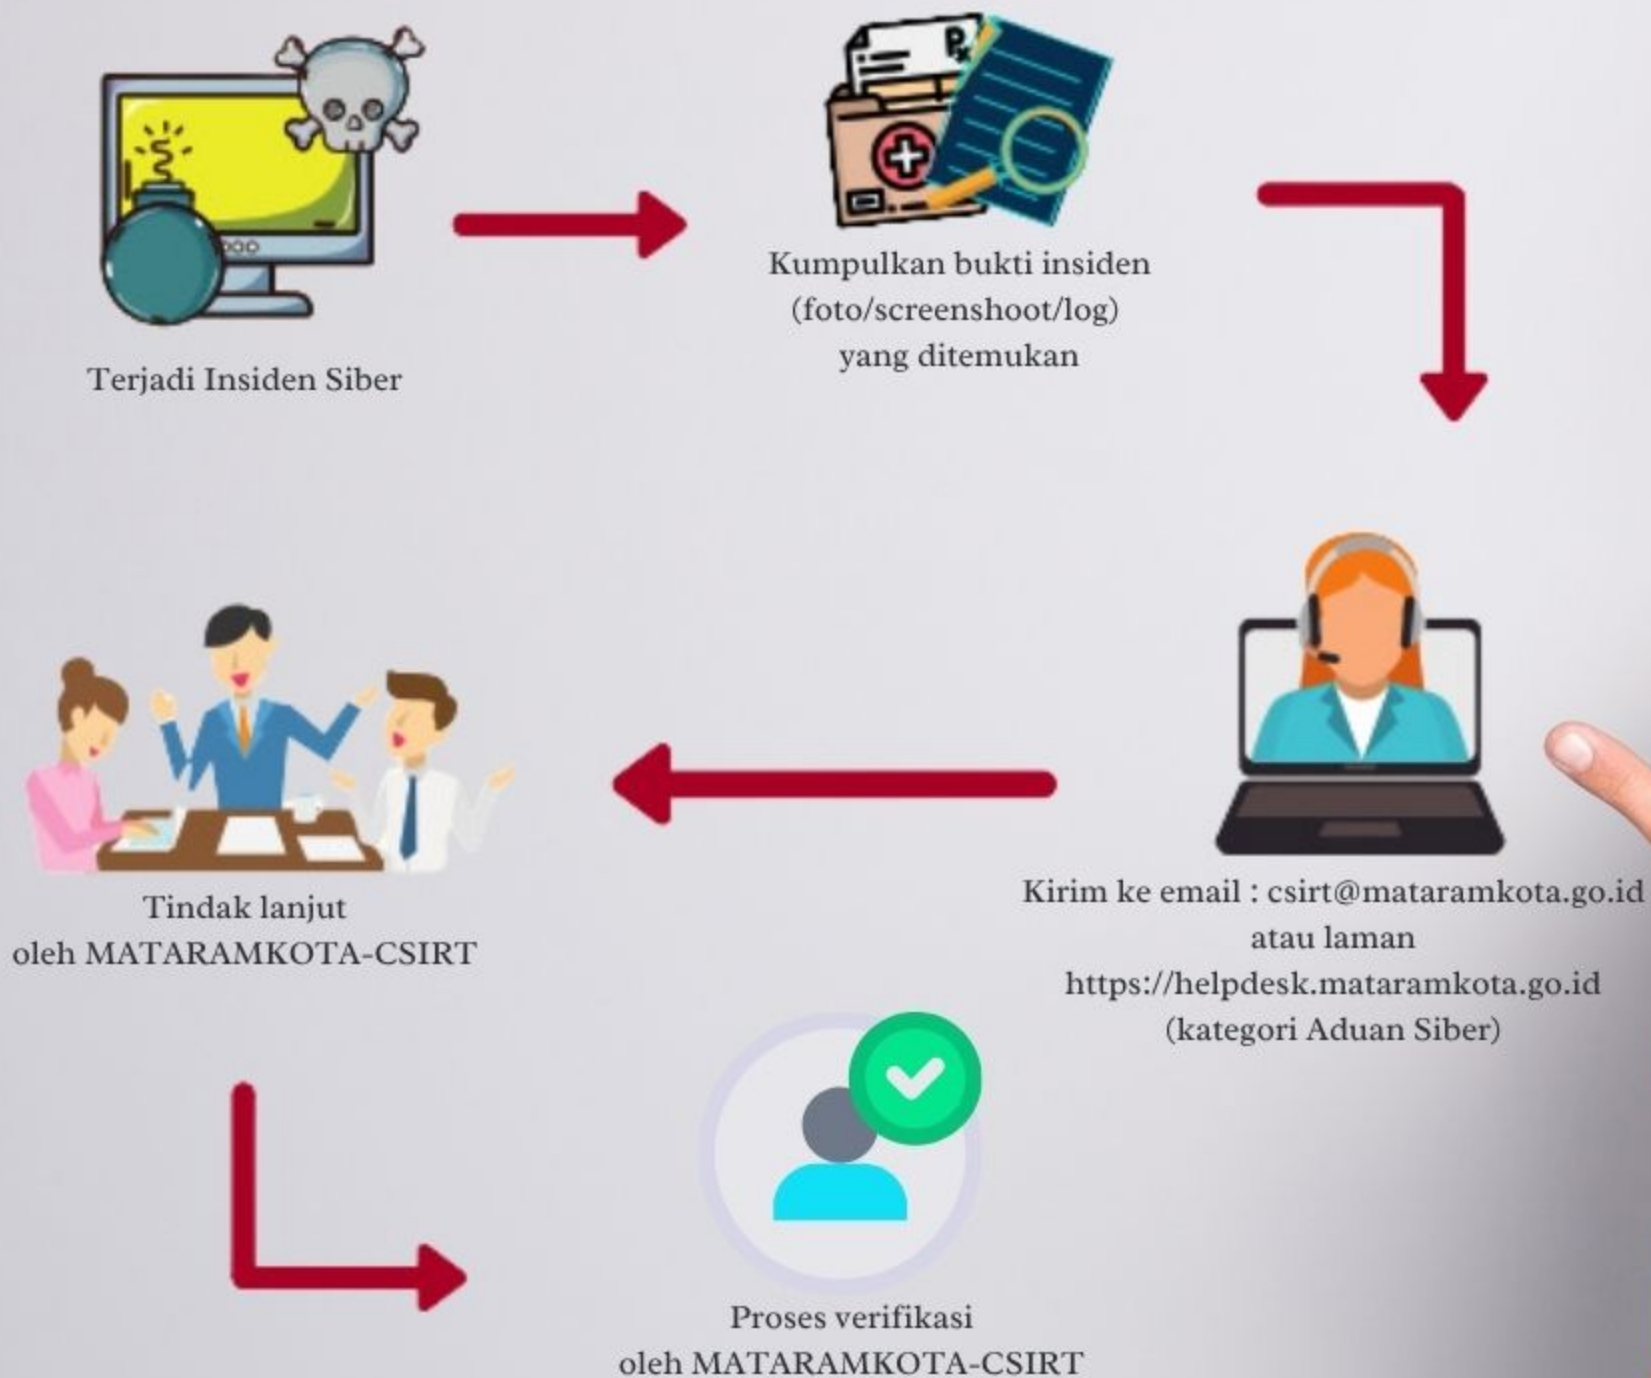 Terjadi Insiden Siber
Kumpulkan bukti insiden
(foto/screenshoot/log)
yang ditemukan
Kirim ke email : csirt@mataramkota.go.id
atau laman
https://helpdesk.mataramkota.go.id
(kategori Aduan Siber)
Tindak lanjut
oleh MATARAMKOTA-CSIRT
Proses verifikasi
oleh MATARAMKOTA-CSIRT